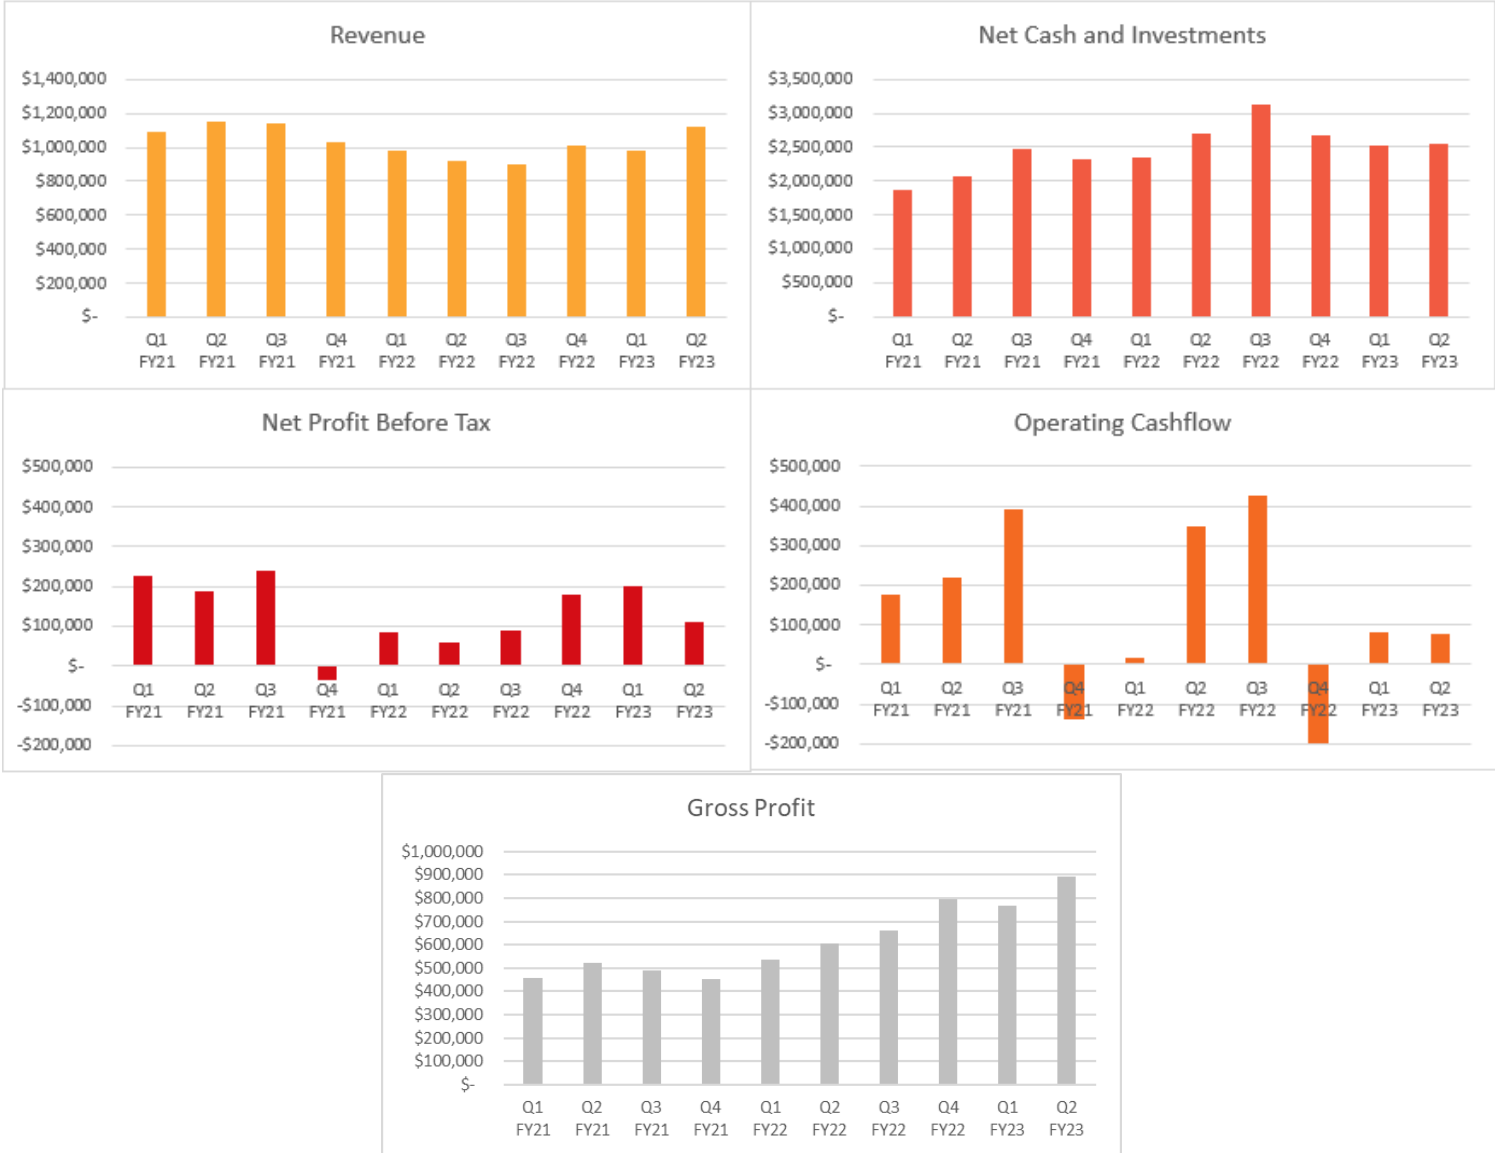 Revenue
$1,400,000
$1,200,000
$1,000,000
$800,000
$600,000
$400,000
$200,000
$-
Q1 Q2 Q3 Q4 Q1 Q2 Q3 Q4 Q1 Q2
FY21 FY21 FY21 FY21 FY22 FY22 FY22 FY22 FY23 FY23
Net Cash and Investments
$3,500,000
$3,000,000
$2,500,000
$2,000,000
$1,500,000
$1,000,000
$500,000
$-
Q1 Q2 Q3 Q4 Q1 Q2 Q3 Q4 Q1 Q2
FY21 FY21 FY21 FY21 FY22 FY22 FY22 FY22 FY23 FY23
Net Profit Before Tax
$500,000
$400,000
$300,000
$200,000
$100,000
$-
-$100,000
-$200,000
Q1 Q2 Q3 Q4 Q1 Q2 Q3 Q4 Q1 Q2
FY21 FY21 FY21 FY21 FY22 FY22 FY22 FY22 FY23 FY23
Operating Cashflow
$500,000
$400,000
$300,000
$200,000
$100,000
$-
-$100,000
-$200,000
Q1 Q2 Q3 Q4 Q1 Q2 Q3 Q4 Q1 Q2
FY21 FY21 FY21 FY21 FY22 FY22 FY22 FY22 FY23 FY23
Gross Profit
$1,000,000
$900,000
$800,000
$700,000
$600,000
$500,000
$400,000
$300,000
$200,000
$100,000
$-
Q1 Q2 Q3 Q4 Q1 Q2 Q3 Q4 Q1 Q2
FY21 FY21 FY21 FY21 FY22 FY22 FY22 FY22 FY23 FY23